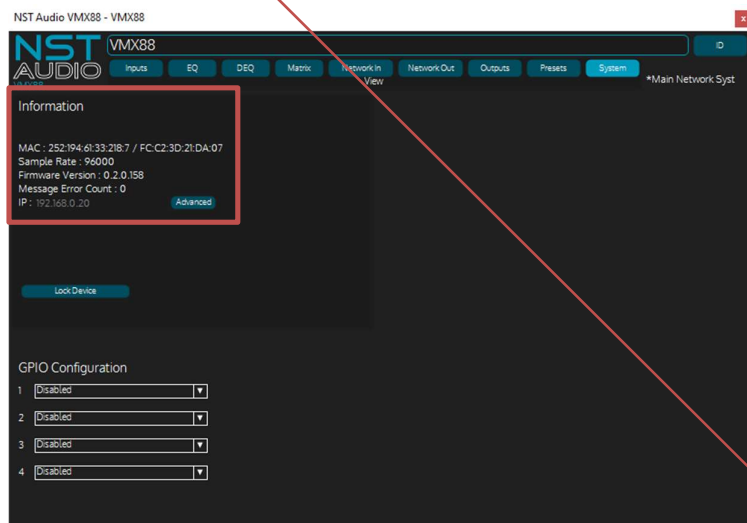 NST Audio VMX88 - VMX88
x
NST
AUDIO
VMX88
VMX88
ID
Inputs EQ DEQ Matrix Network In Network Out Outputs Presets System
View
*Main Network Syst
Information
MAC : 252:194:61:33:218:7 / FC:C2:3D:21:DA:07
Sample Rate : 96000
Firmware Version : 0.2.0.158
Message Error Count : 0
IP : 192.168.0.20 Advanced
Lock Device
GPIO Configuration
1 Disabled
2 Disabled
3 Disabled
4 Disabled